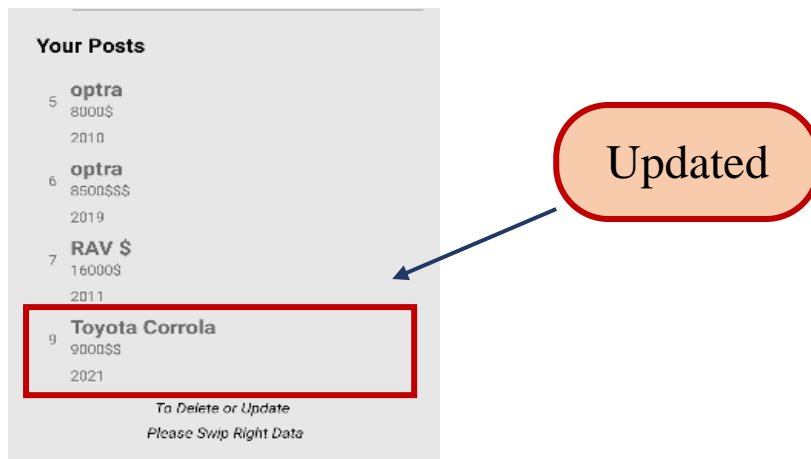 Your Posts
5
optra
8000$
2010
6
optra
8500$$$
2019
7
RAV $
16000$
2011
9
Toyota Corrola
9000$$
2021
To Delete or Update
Please Swip Right Data
Updated